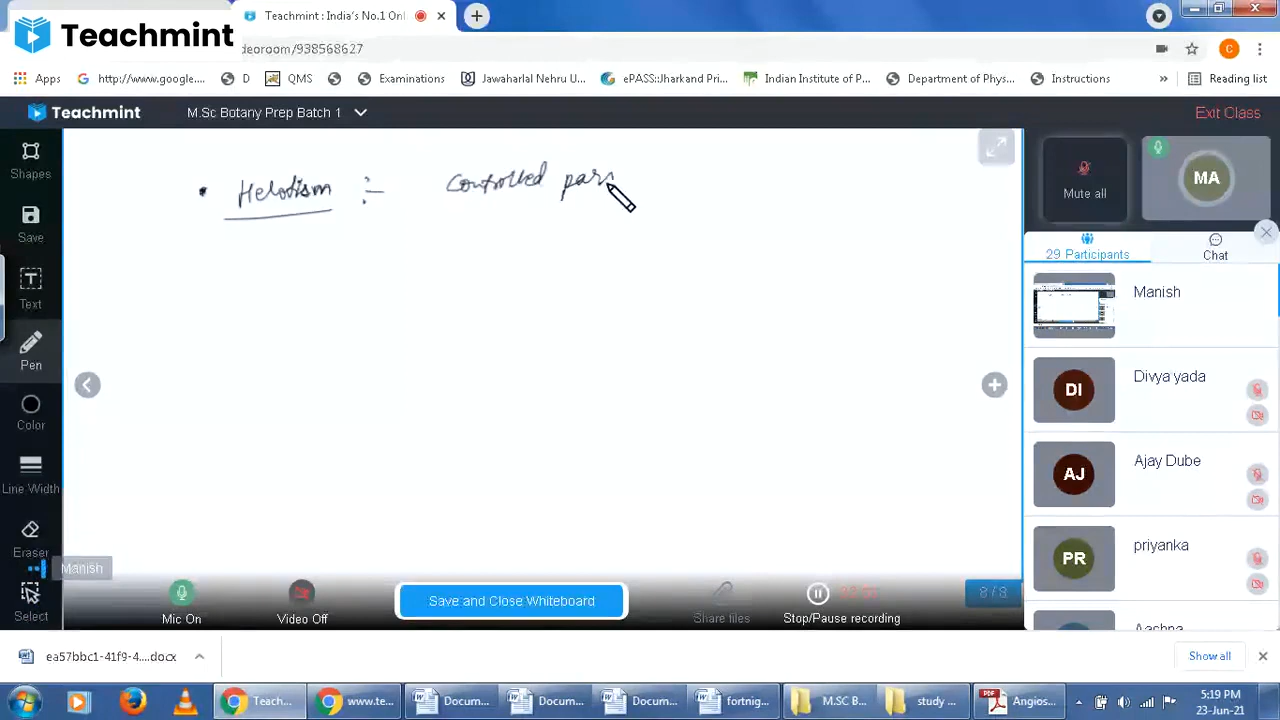 Teachmint : India's No.1 Onl
Teachmint
deoroom/938568627
Apps
http://www.google....
D
QMS
Examinations
Jawaharlal Nehru U...
ePASS::Jharkand Pri...
Indian Institute of P...
Department of Phys...
Instructions
»
Reading list
Teachmint
M.Sc Botany Prep Batch 1
Exit Class
Shapes
Save
Text
Pen
Color
Line Width
Eraser
Select
• Helotism :- Controlled par
Mute all
MA
29 Participants
Chat
Manish
DI
Divya yada
AJ
Ajay Dube
PR
priyanka
Aashna
Manish
Mic On
Video Off
Save and Close Whiteboard
Share files
Stop/Pause recording
8 / 8
ea57bbc1-41f9-4....docx
Show all
Teach...
www.te...
Docum...
Docum...
Docum...
fortnig...
M.SC B...
study ...
Angios...
5:19 PM
23-Jun-21